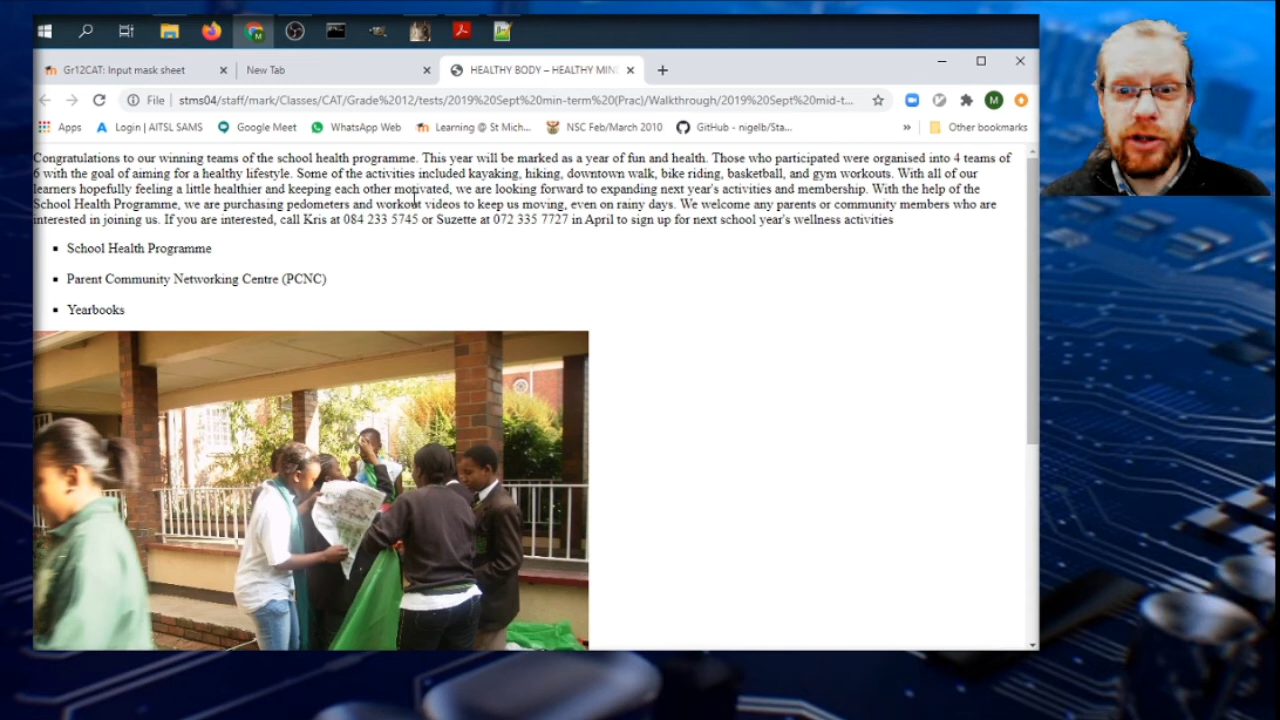 Gr12CAT: Input mask sheet
New Tab
HEALTHY BODY – HEALTHY MIN
File
stms04/staff/mark/Classes/CAT/Grade%2012/tests/2019%20Sept%20min-term%20(Prac)/Walkthrough/2019%20Sept%20mid-t...
M
Apps
Login | AITSL SAMS
Google Meet
WhatsApp Web
Learning @ St Mich...
NSC Feb/March 2010
GitHub - nigelb/Sta...
»
Other bookmarks
Congratulations to our winning teams of the school health programme. This year will be marked as a year of fun and health. Those who participated were organised into 4 teams of
6 with the goal of aiming for a healthy lifestyle. Some of the activities included kayaking, hiking, downtown walk, bike riding, basketball, and gym workouts. With all of our
learners hopefully feeling a little healthier and keeping each other motivated, we are looking forward to expanding next year's activities and membership. With the help of the
School Health Programme, we are purchasing pedometers and workout videos to keep us moving, even on rainy days. We welcome any parents or community members who are
interested in joining us. If you are interested, call Kris at 084 233 5745 or Suzette at 072 335 7727 in April to sign up for next school year's wellness activities
School Health Programme
Parent Community Networking Centre (PCNC)
Yearbooks